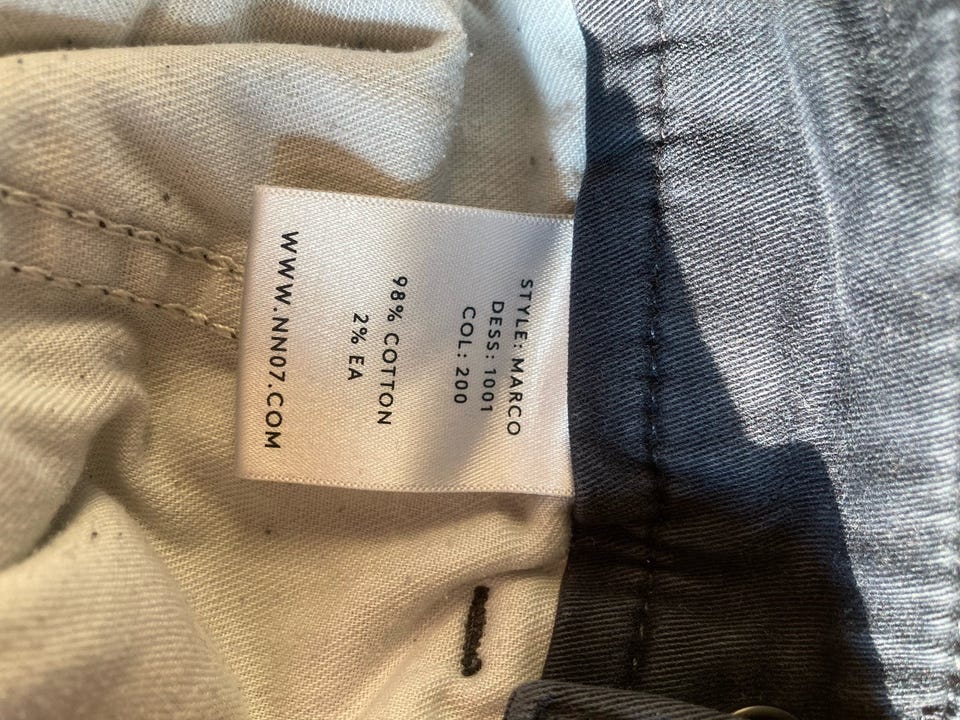 STYLE: MARCO
DESS: 1001
COL: 200
98% COTTON
2% EA
WWW.NN07.COM